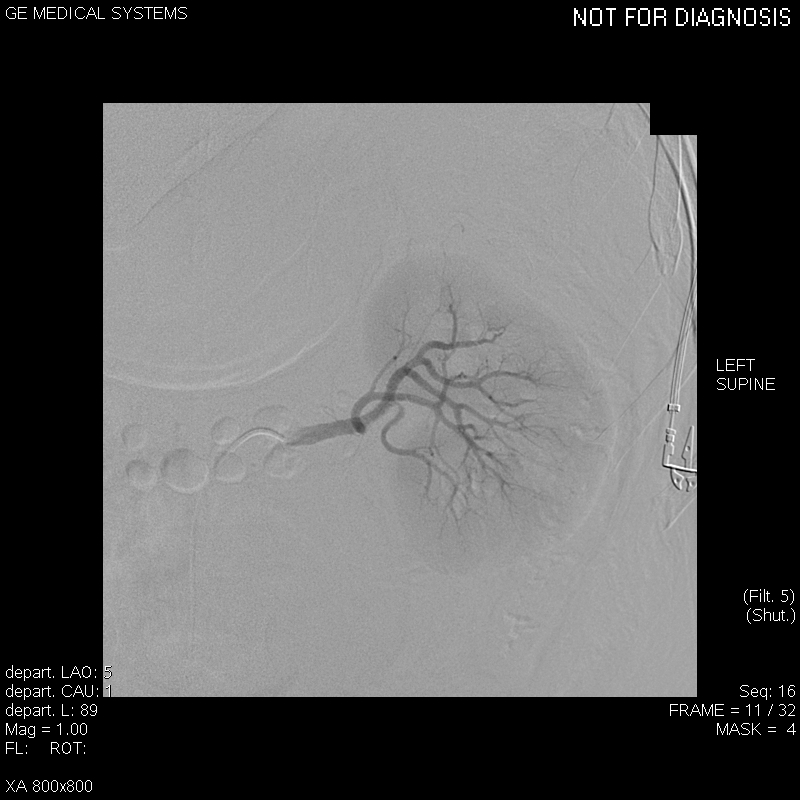 GE MEDICAL SYSTEMS
NOT FOR DIAGNOSIS
LEFT
SUPINE
(Filt. 5)
(Shut.)
depart. LAO: 5
depart. CAU: 1
depart. L: 89
Mag = 1.00
FL: ROT:
XA 800x800
Seq: 16
FRAME = 11 / 32
MASK = 4